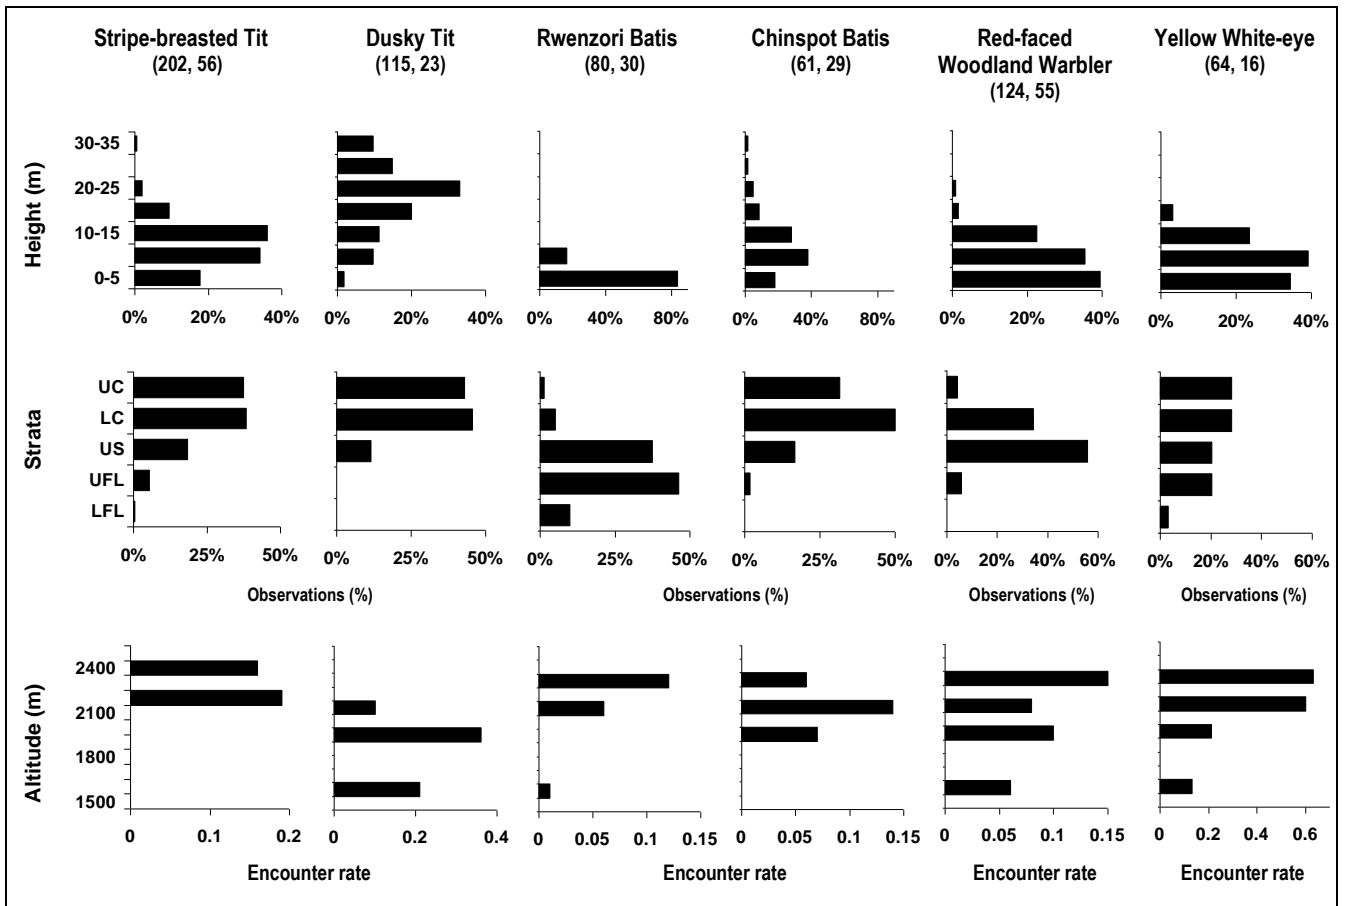 Stripe-breasted Tit
(202, 56)
Dusky Tit
(115, 23)
Rwenzori Batis
(80, 30)
Chinspot Batis
(61, 29)
Red-faced
Woodland Warbler
(124, 55)
Yellow White-eye
(64, 16)
Height (m)
30-35
20-25
10-15
0-5
0% 20% 40%
0% 20% 40%
0% 40% 80%
0% 40% 80%
0% 20% 40%
0% 20% 40%
Strata
UC
LC
US
UFL
LFL
0% 25% 50%
0% 25% 50%
0% 25% 50%
0% 25% 50%
0% 20% 40% 60%
0% 20% 40% 60%
Observations (%)
Observations (%)
Observations (%)
Observations (%)
Altitude (m)
2400
2100
1800
1500
0 0.1 0.2
0 0.2 0.4
0 0.05 0.1 0.15
0 0.05 0.1 0.15
0 0.05 0.1 0.15
0 0.2 0.4 0.6
Encounter rate
Encounter rate
Encounter rate
Encounter rate